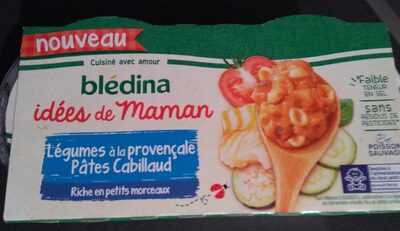 nouveau
Cuisiné avec amour
blédina
idées de Maman
Légumes à la provençale
Pâtes Cabillaud
Riche en petits morceaux
Faible
TENEUR
EN SEL
sans
RÉSIDUS DE
PESTICIDES*
POISSON
SAUVAGE